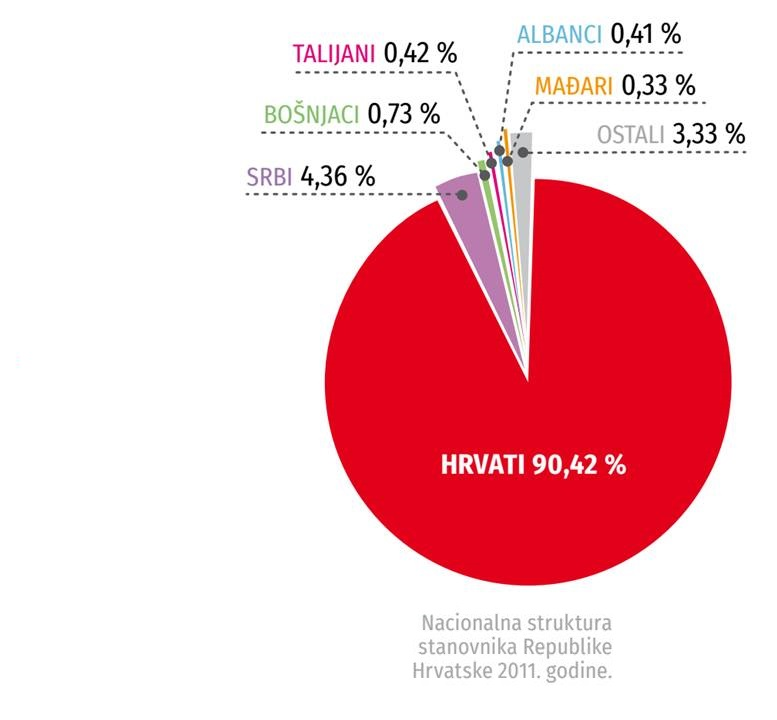 ALBANCI 0,41 %
TALIJANI 0,42 %
MAĐARI 0,33 %
BOŠNJACI 0,73 %
OSTALI 3,33 %
SRBI 4,36 %
HRVATI 90,42 %
Nacionalna struktura
stanovnika Republike
Hrvatske 2011. godine.